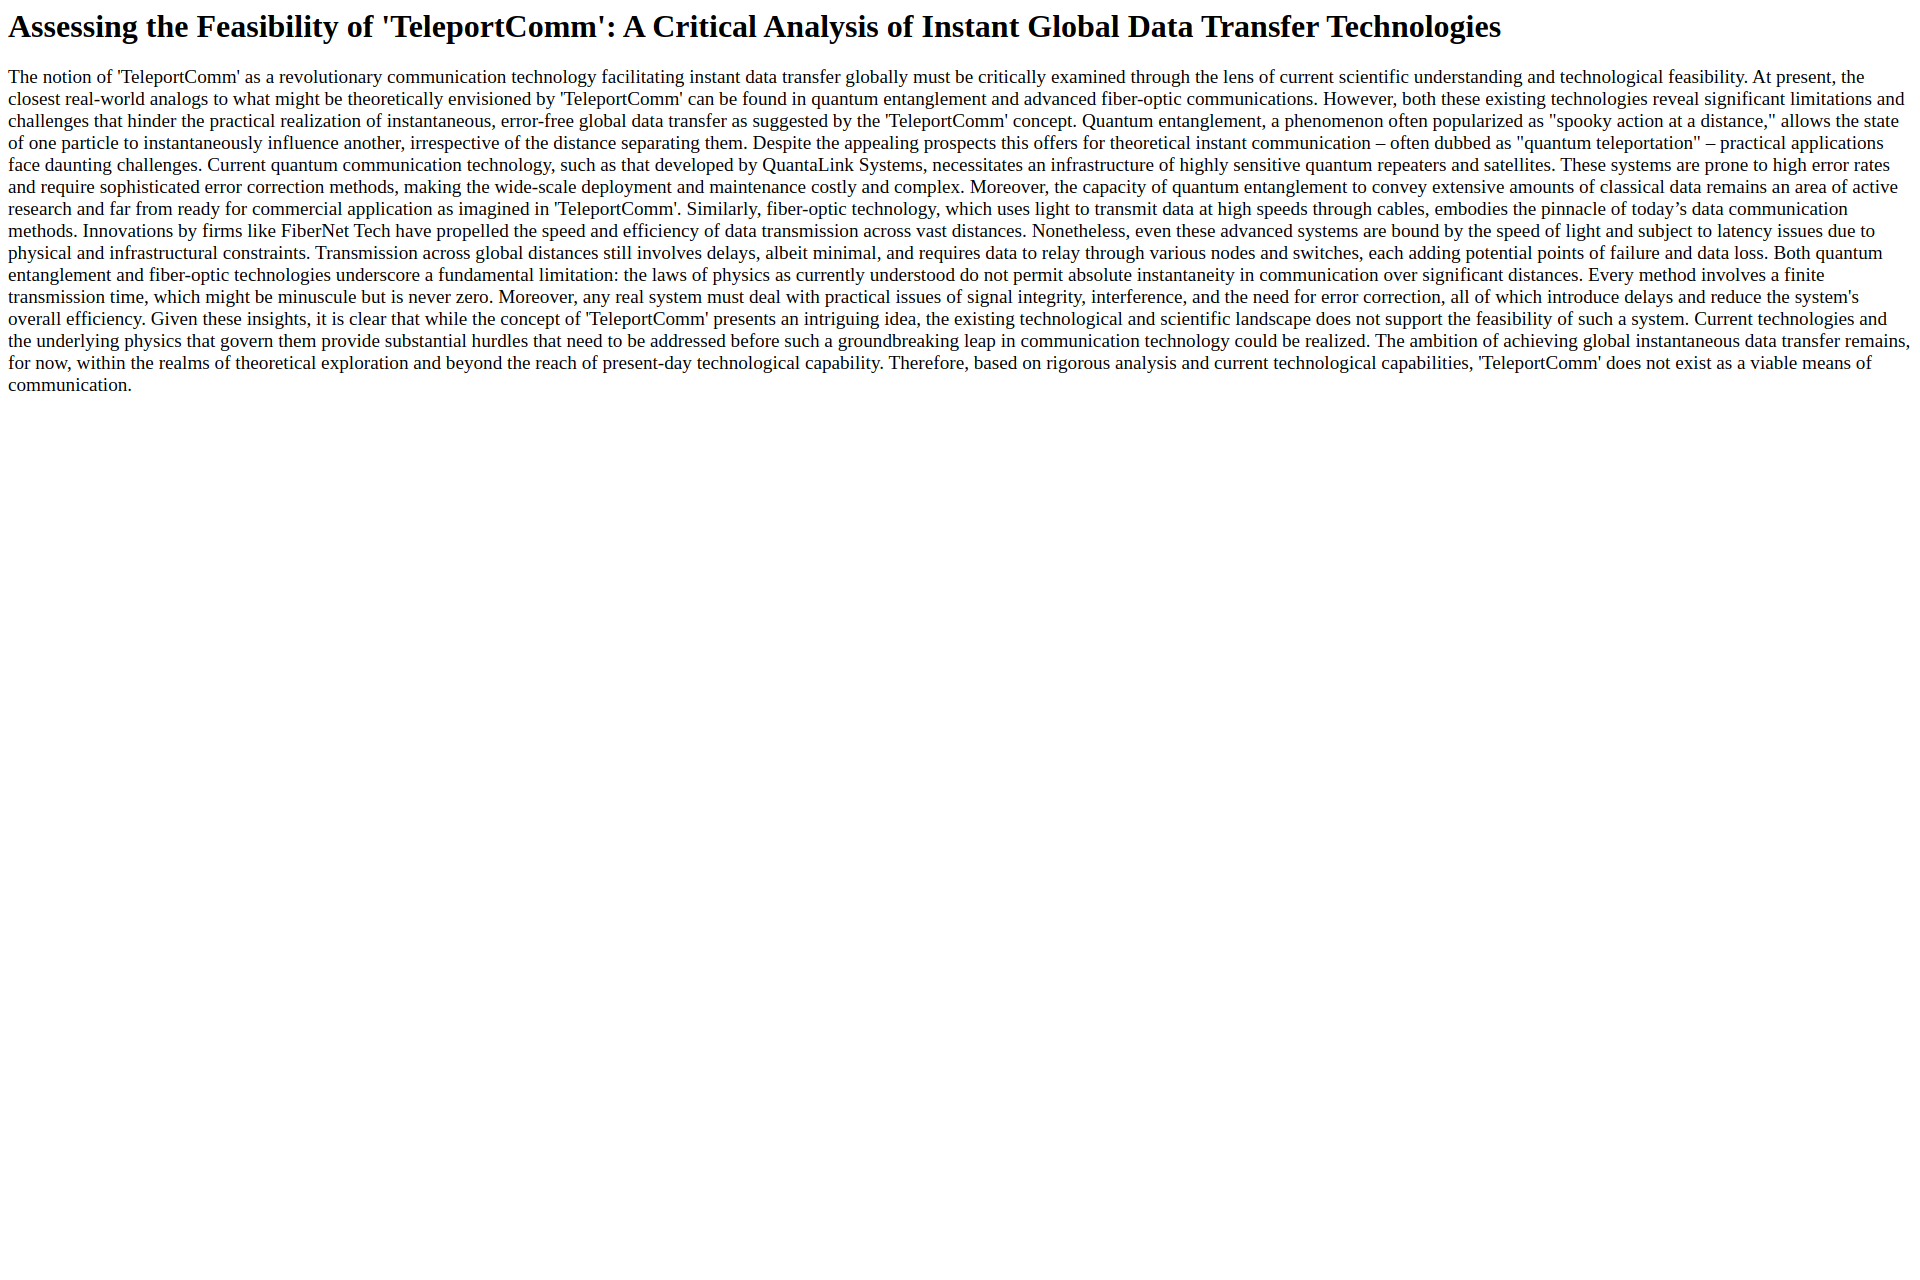 Assessing the Feasibility of 'TeleportComm': A Critical Analysis of Instant Global Data Transfer Technologies
The notion of 'TeleportComm' as a revolutionary communication technology facilitating instant data transfer globally must be critically examined through the lens of current scientific understanding and technological feasibility. At present, the
closest real-world analogs to what might be theoretically envisioned by 'TeleportComm' can be found in quantum entanglement and advanced fiber-optic communications. However, both these existing technologies reveal significant limitations and
challenges that hinder the practical realization of instantaneous, error-free global data transfer as suggested by the 'TeleportComm' concept. Quantum entanglement, a phenomenon often popularized as "spooky action at a distance," allows the state
of one particle to instantaneously influence another, irrespective of the distance separating them. Despite the appealing prospects this offers for theoretical instant communication – often dubbed as "quantum teleportation" – practical applications
face daunting challenges. Current quantum communication technology, such as that developed by QuantaLink Systems, necessitates an infrastructure of highly sensitive quantum repeaters and satellites. These systems are prone to high error rates
and require sophisticated error correction methods, making the wide-scale deployment and maintenance costly and complex. Moreover, the capacity of quantum entanglement to convey extensive amounts of classical data remains an area of active
research and far from ready for commercial application as imagined in 'TeleportComm'. Similarly, fiber-optic technology, which uses light to transmit data at high speeds through cables, embodies the pinnacle of today’s data communication
methods. Innovations by firms like FiberNet Tech have propelled the speed and efficiency of data transmission across vast distances. Nonetheless, even these advanced systems are bound by the speed of light and subject to latency issues due to
physical and infrastructural constraints. Transmission across global distances still involves delays, albeit minimal, and requires data to relay through various nodes and switches, each adding potential points of failure and data loss. Both quantum
entanglement and fiber-optic technologies underscore a fundamental limitation: the laws of physics as currently understood do not permit absolute instantaneity in communication over significant distances. Every method involves a finite
transmission time, which might be minuscule but is never zero. Moreover, any real system must deal with practical issues of signal integrity, interference, and the need for error correction, all of which introduce delays and reduce the system's
overall efficiency. Given these insights, it is clear that while the concept of 'TeleportComm' presents an intriguing idea, the existing technological and scientific landscape does not support the feasibility of such a system. Current technologies and
the underlying physics that govern them provide substantial hurdles that need to be addressed before such a groundbreaking leap in communication technology could be realized. The ambition of achieving global instantaneous data transfer remains,
for now, within the realms of theoretical exploration and beyond the reach of present-day technological capability. Therefore, based on rigorous analysis and current technological capabilities, 'TeleportComm' does not exist as a viable means of
communication.